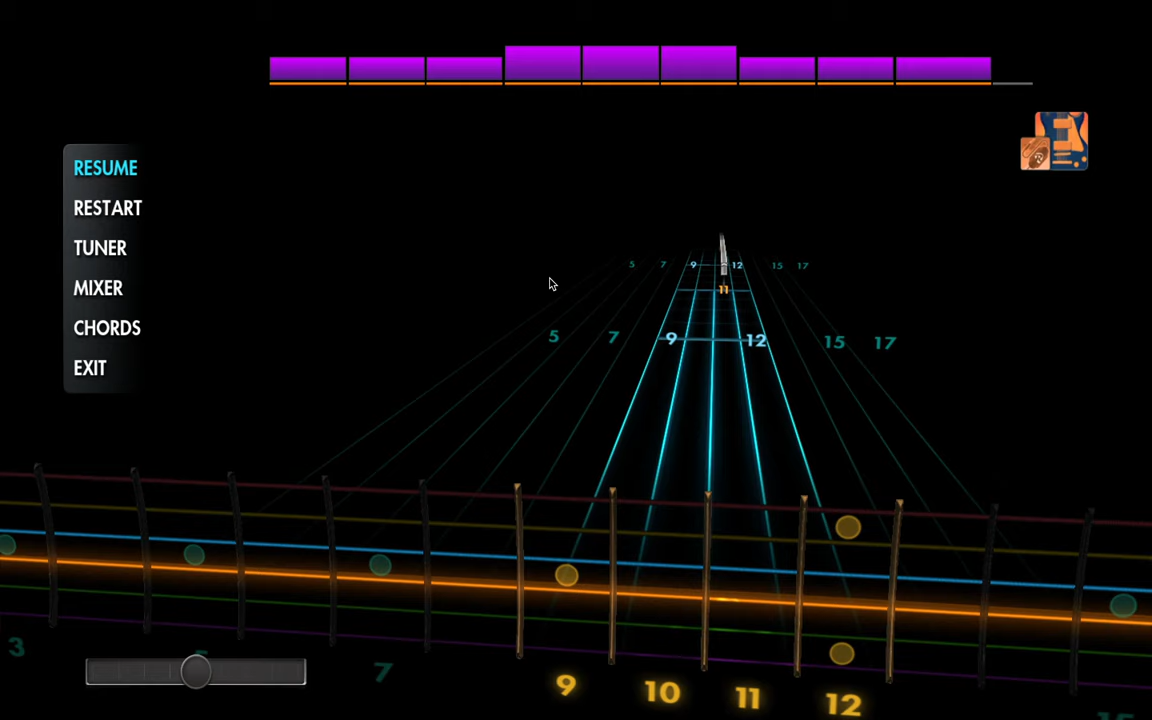 RESUME
RESTART
TUNER
MIXER
CHORDS
EXIT
5 7 9 12 15 17
11
5 7 9 12 15 17
3 7 9 10 11 12